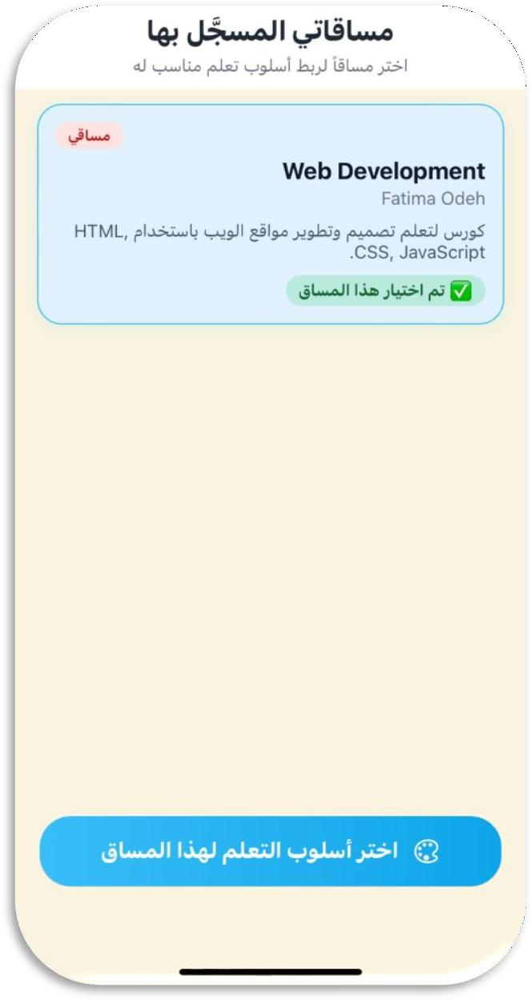 مساقاتي المسجَّل بها
اختر مساقاً لربط أسلوب تعلم مناسب له
مساقي
Web Development
Fatima Odeh
كورس لتعلم تصميم وتطوير مواقع الويب باستخدام HTML,
CSS, JavaScript.
✅ تم اختيار هذا المساق
اختر أسلوب التعلم لهذا المساق